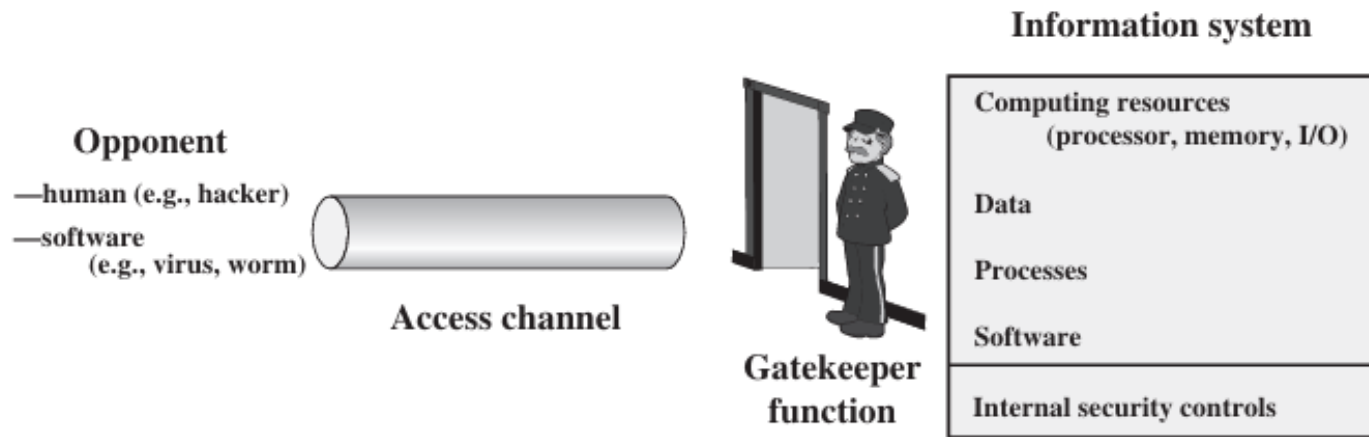 Opponent
—human (e.g., hacker)
—software
(e.g., virus, worm)
Access channel
Gatekeeper
function
Information system
Computing resources
(processor, memory, I/O)
Data
Processes
Software
Internal security controls